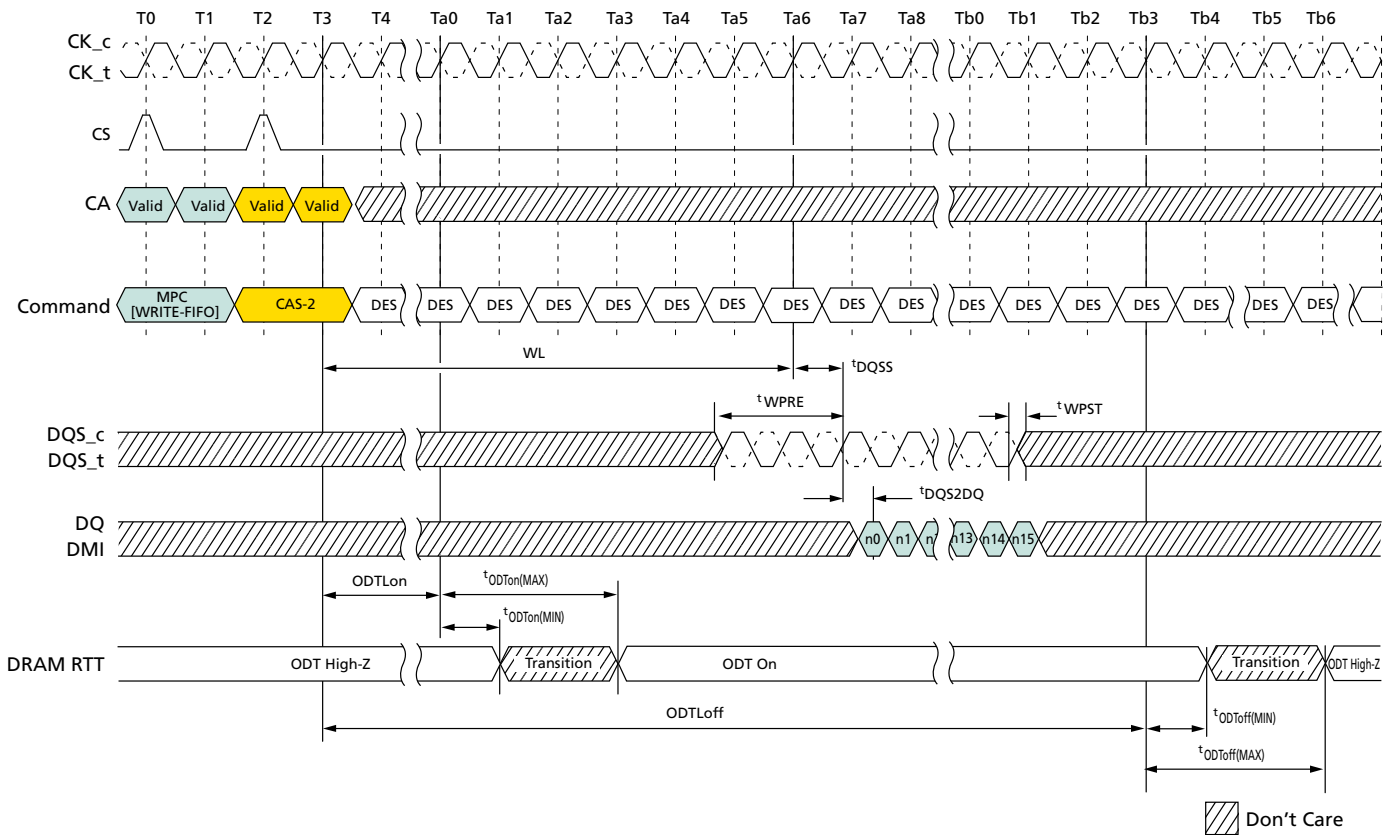 T0 T1 T2 T3 T4 Ta0 Ta1 Ta2 Ta3 Ta4 Ta5 Ta6 Ta7 Ta8 Tb0 Tb1 Tb2 Tb3 Tb4 Tb5 Tb6
CK_c
CK_t
CS
CA Valid Valid Valid Valid
Command MPC [WRITE-FIFO] CAS-2 DES DES DES DES DES DES DES DES DES DES DES DES DES DES DES DES DES
WL
tDQSS
tWPRE
tWPST
DQS_c
DQS_t
tDQS2DQ
DQ
DMI
n0 n1 n13 n14 n15
ODTLon
tODTon(MAX)
tODTon(MIN)
DRAM RTT ODT High-Z Transition ODT On Transition ODT High-Z
ODTLoff
tODToff(MIN)
tODToff(MAX)
Don't Care